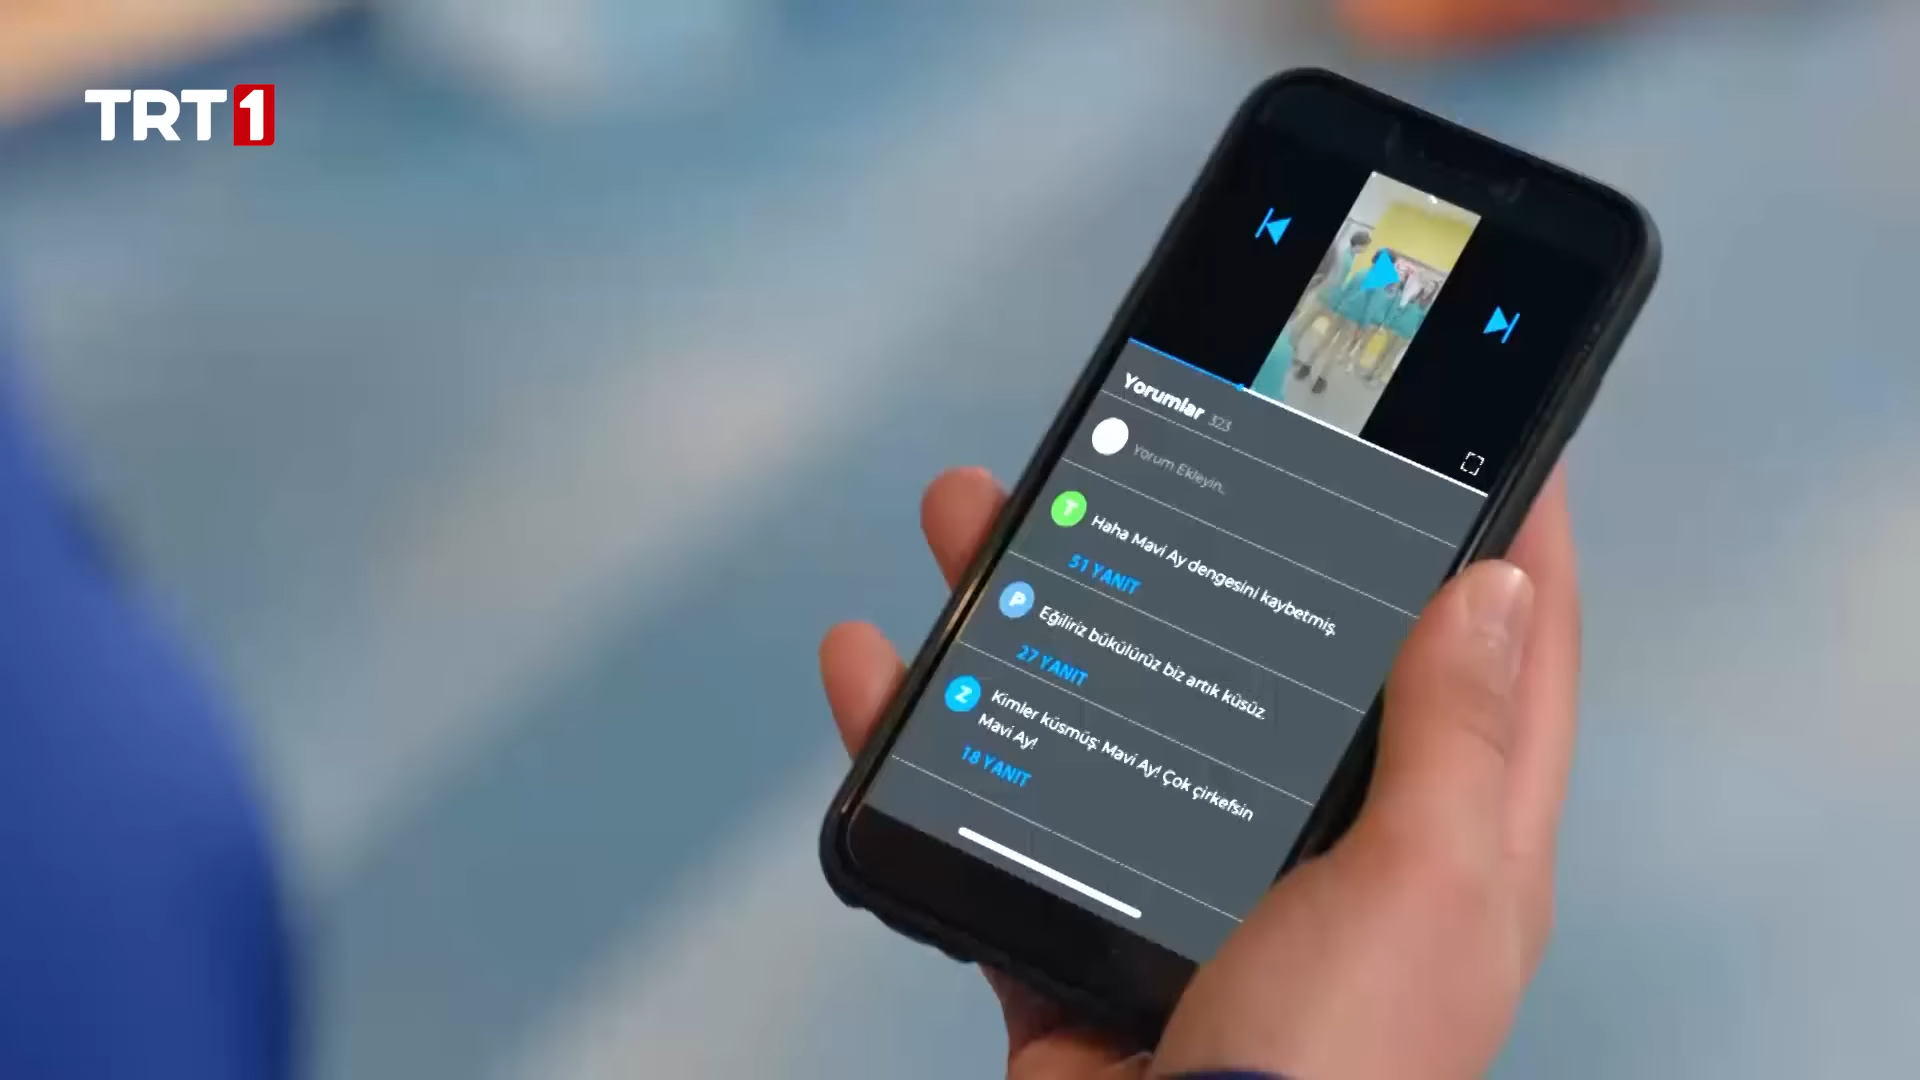 TRT1
Yorumlar 323
Yorum Ekleyin..
T
Haha Mavi Ay dengesini kaybetmiş.
51 YANIT
P
Eğiliriz bükülürüz biz artık küsüz.
27 YANIT
Z
Kimler küsmüş: Mavi Ay! Çok çirkefsin
Mavi Ay!
18 YANIT